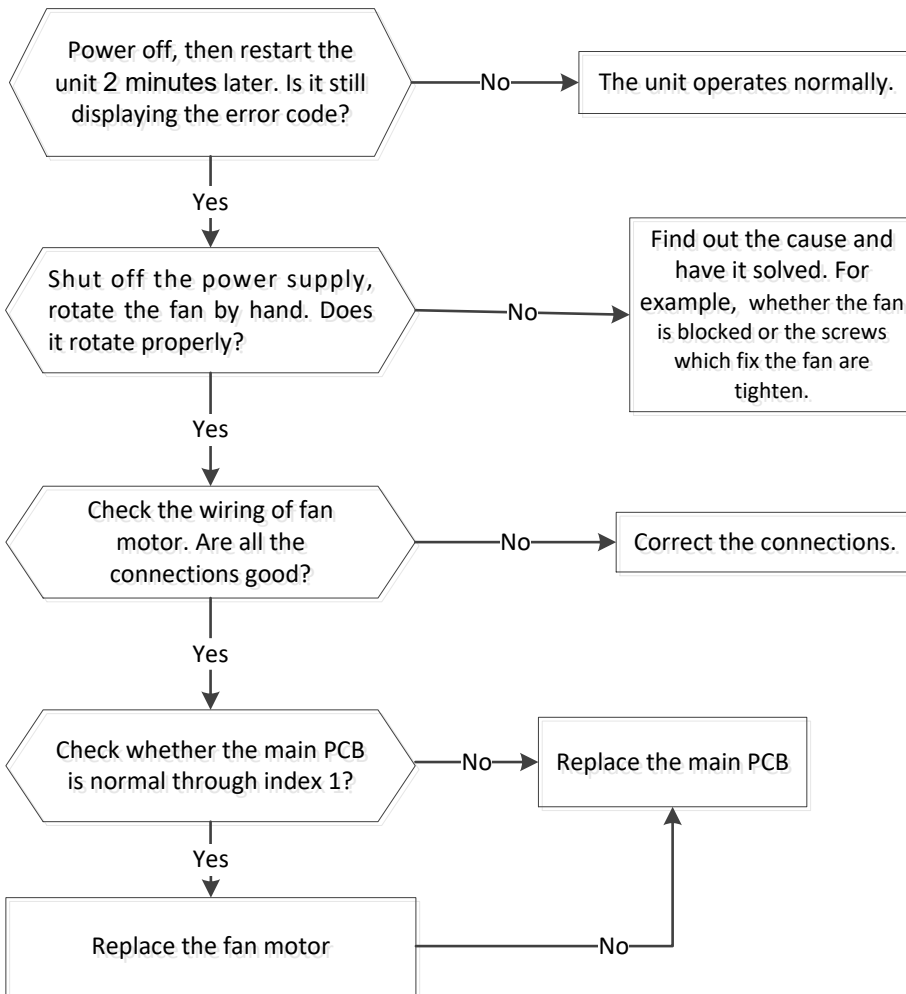 Power off, then restart the
unit 2 minutes later. Is it still
displaying the error code?
No
The unit operates normally.
Yes
Shut off the power supply,
rotate the fan by hand. Does
it rotate properly?
No
Find out the cause and
have it solved. For
example, whether the fan
is blocked or the screws
which fix the fan are
tighten.
Yes
Check the wiring of fan
motor. Are all the
connections good?
No
Correct the connections.
Yes
Check whether the main PCB
is normal through index 1?
No
Replace the main PCB
Yes
Replace the fan motor
No